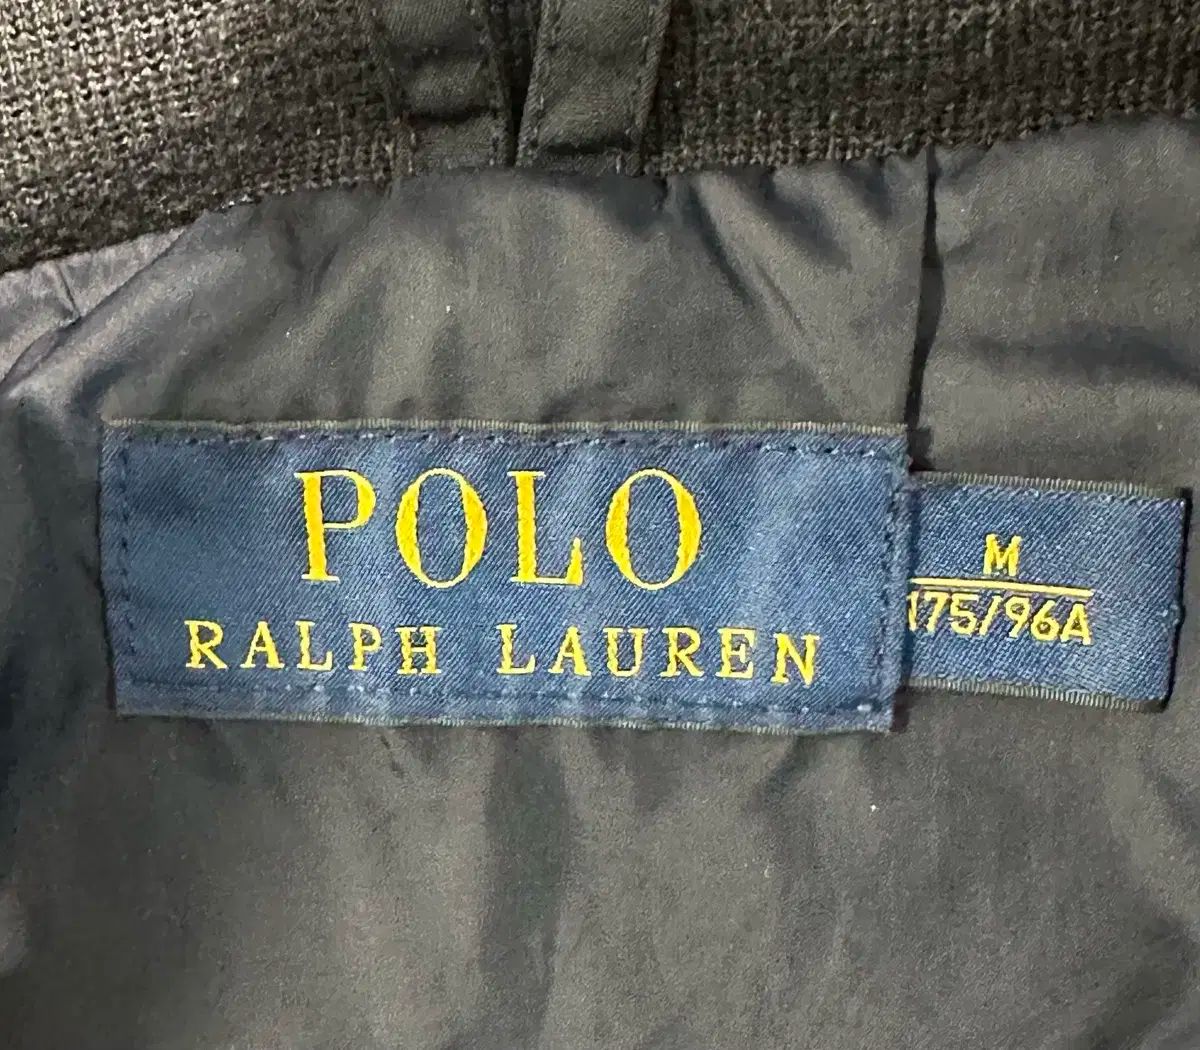 POLO
RALPH LAUREN
M
175/96A